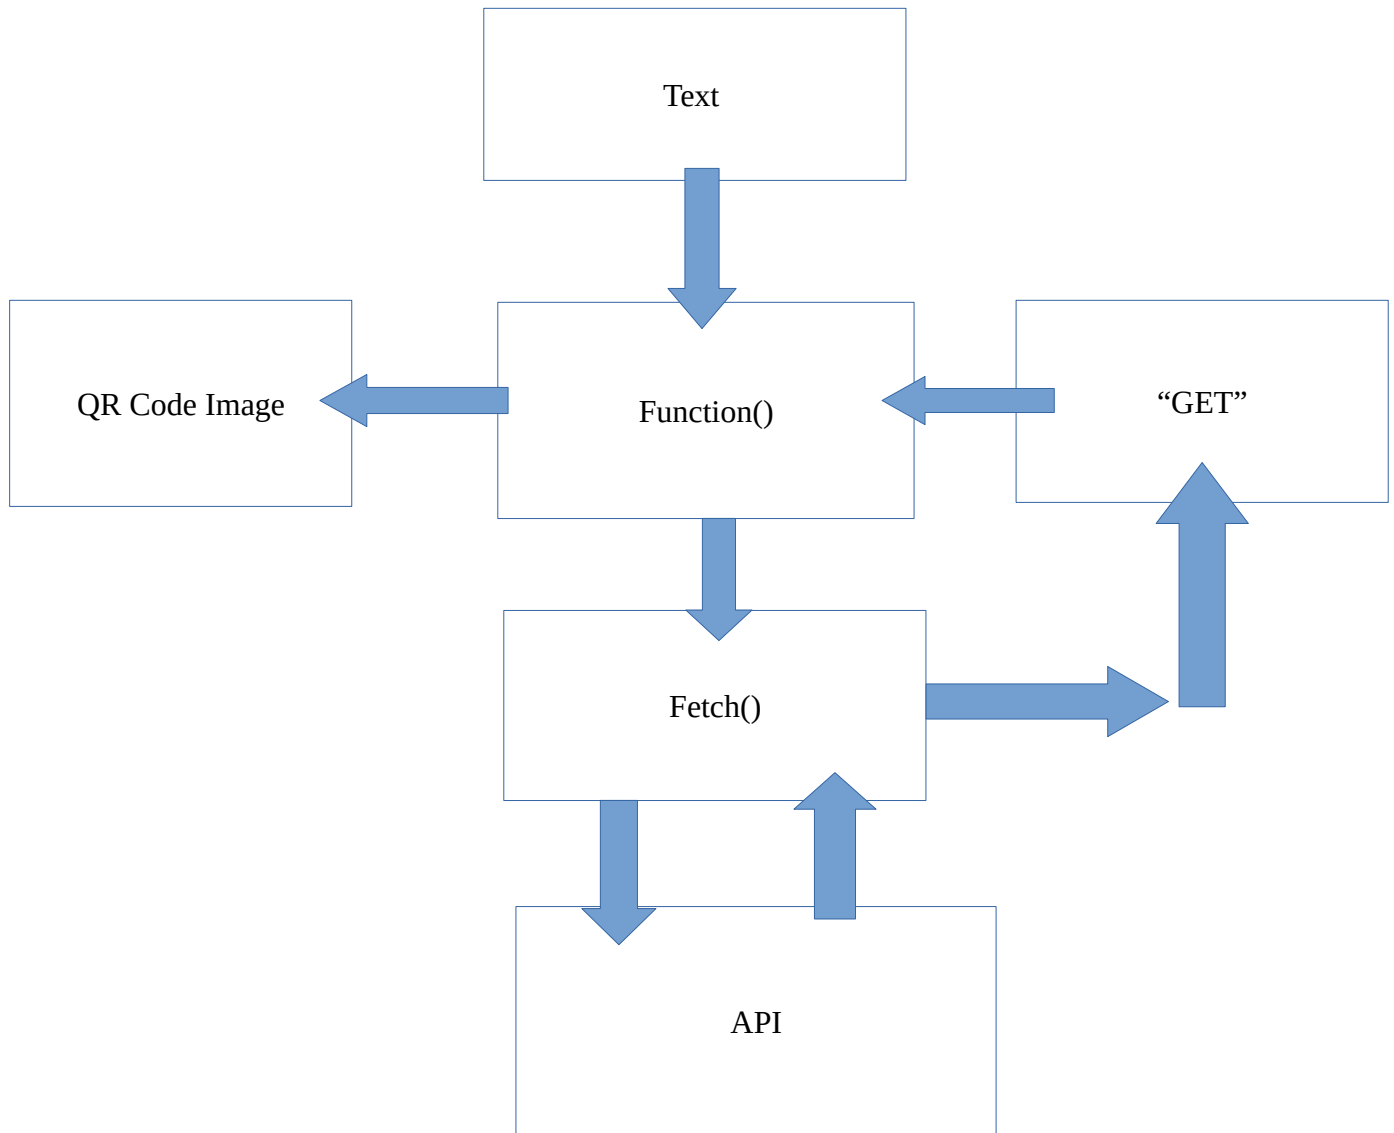 Text
QR Code Image
Function()
“GET”
Fetch()
API